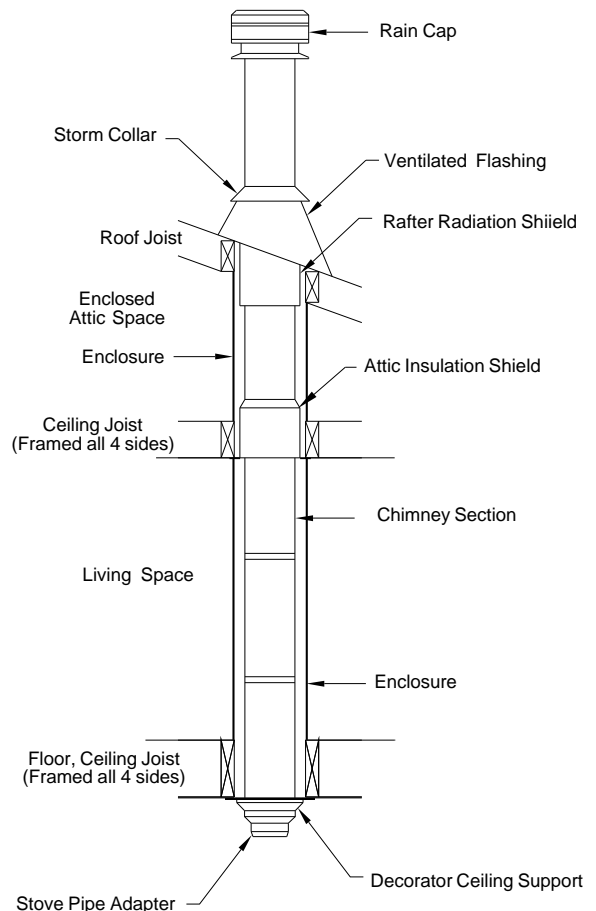 Rain Cap
Storm Collar
Ventilated Flashing
Rafter Radiation Shiield
Roof Joist
Enclosed
Attic Space
Enclosure
Attic Insulation Shield
Ceiling Joist
(Framed all 4 sides)
Chimney Section
Living Space
Enclosure
Floor, Ceiling Joist
(Framed all 4 sides)
Decorator Ceiling Support
Stove Pipe Adapter